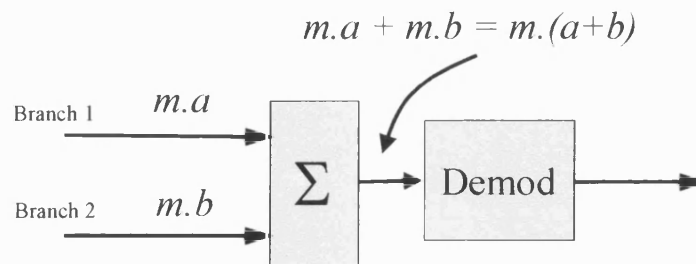 m.a + m.b = m.(a+b)
Branch 1 m.a
Branch 2 m.b
Σ
Demod